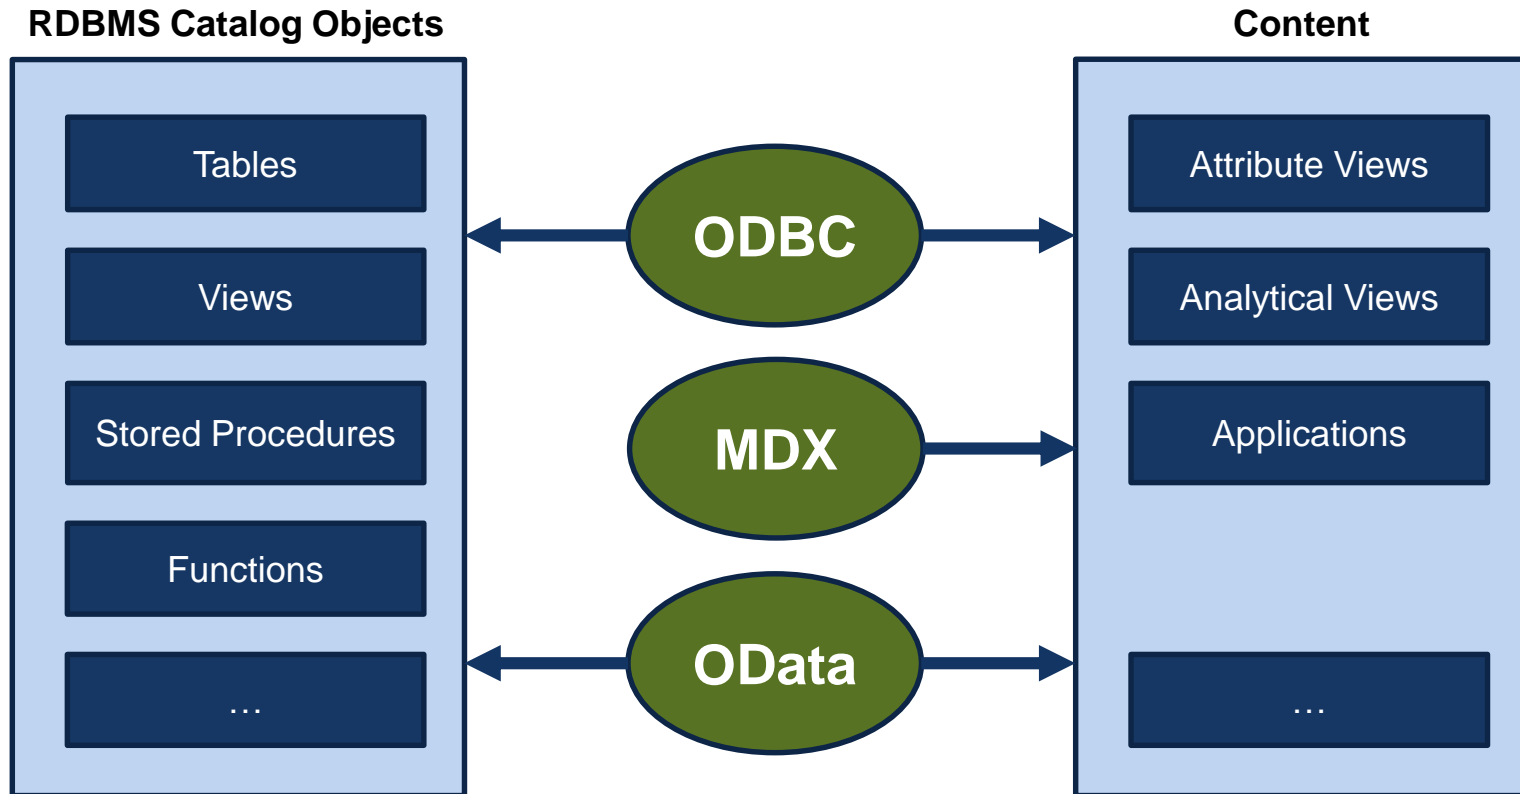 RDBMS Catalog Objects
Tables
Views
Stored Procedures
Functions
…
ODBC
MDX
OData
Content
Attribute Views
Analytical Views
Applications
…